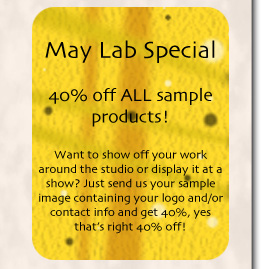 May Lab Special
40% off ALL sample
products!
Want to show off your work
around the studio or display it at a
show? Just send us your sample
image containing your logo and/or
contact info and get 40%, yes
that's right 40% off!